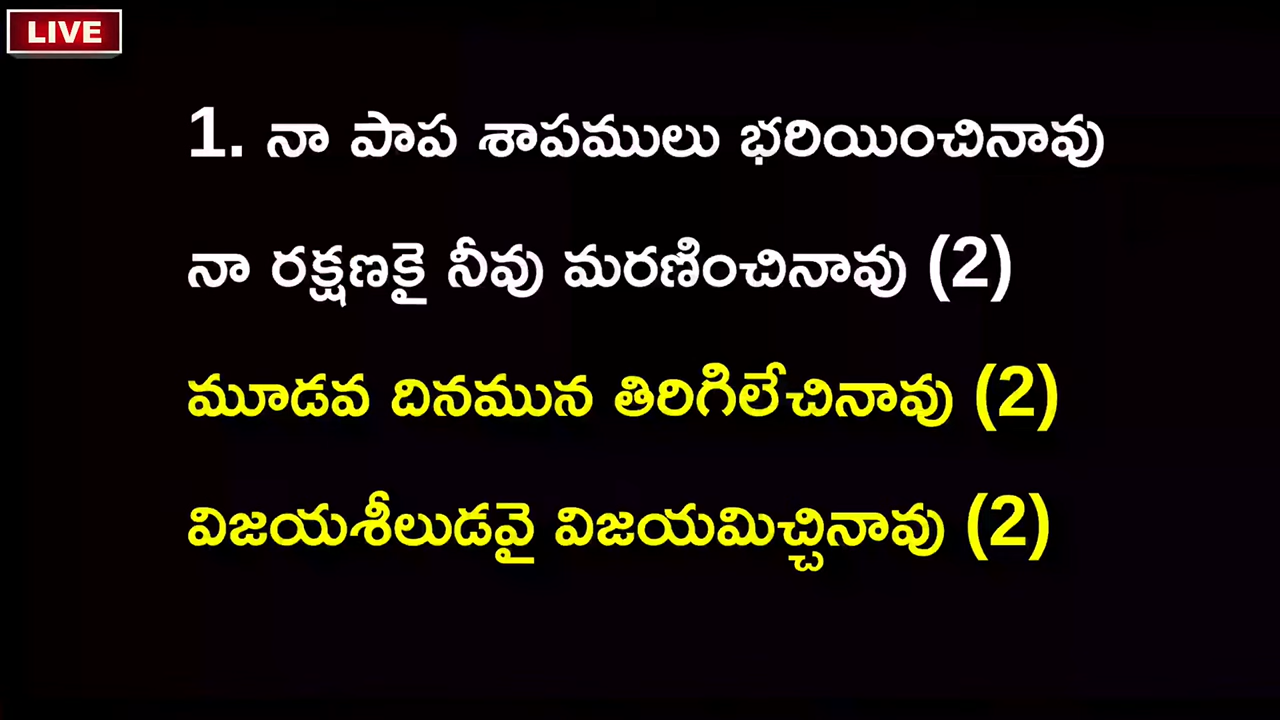 LIVE
1. నా పాప శాపములు భరియించినావు
నా రక్షణకై నీవు మరణించినావు (2)
మూడవ దినమున తిరిగిలేచినావు (2)
విజయశీలుడవై విజయమిచ్చినావు (2)